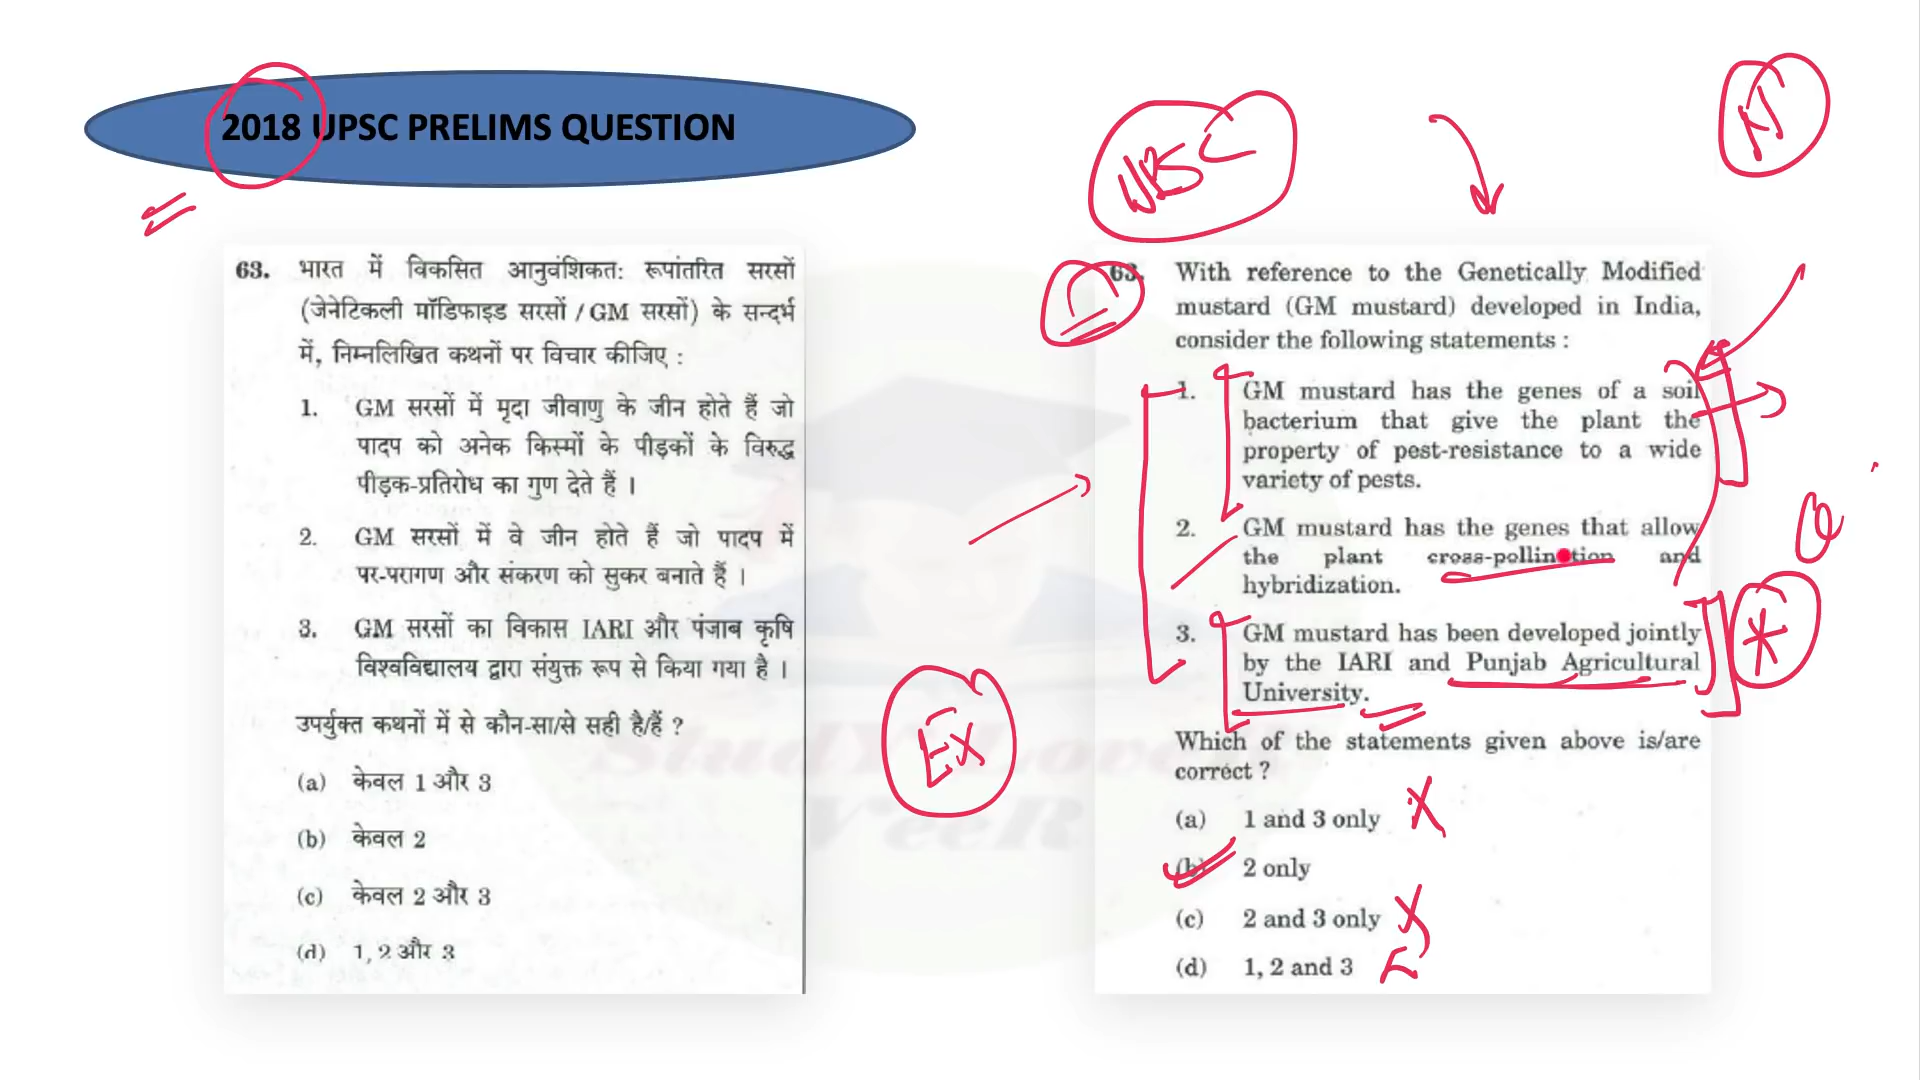 2018 UPSC PRELIMS QUESTION
63. भारत में विकसित आनुवंशिकत: रूपांतरित सरसों
(जेनेटिकली मॉडिफाइड सरसों / GM सरसों) के सन्दर्भ
में, निम्नलिखित कथनों पर विचार कीजिए :
1. GM सरसों में मृदा जीवाणु के जीन होते हैं जो
पादप को अनेक किस्मों के पीड़कों के विरुद्ध
पीड़क-प्रतिरोध का गुण देते हैं ।
2. GM सरसों में वे जीन होते हैं जो पादप में
पर-परागण और संकरण को सुकर बनाते हैं ।
3. GM सरसों का विकास IARI और पंजाब कृषि
विश्वविद्यालय द्वारा संयुक्त रूप से किया गया है ।
उपर्युक्त कथनों में से कौन-सा/से सही है/हैं ?
(a) केवल 1 और 3
(b) केवल 2
(c) केवल 2 और 3
(d) 1, 2 और 3
Ex
63. With reference to the Genetically Modified
mustard (GM mustard) developed in India,
consider the following statements :
1. GM mustard has the genes of a soil
bacterium that give the plant the
property of pest-resistance to a wide
variety of pests.
2. GM mustard has the genes that allow
the plant cross-pollination and
hybridization.
3. GM mustard has been developed jointly
by the IARI and Punjab Agricultural
University.
Which of the statements given above is/are
correct ?
(a) 1 and 3 only
(b) 2 only
(c) 2 and 3 only
(d) 1, 2 and 3
StudY LoveR
VeeR